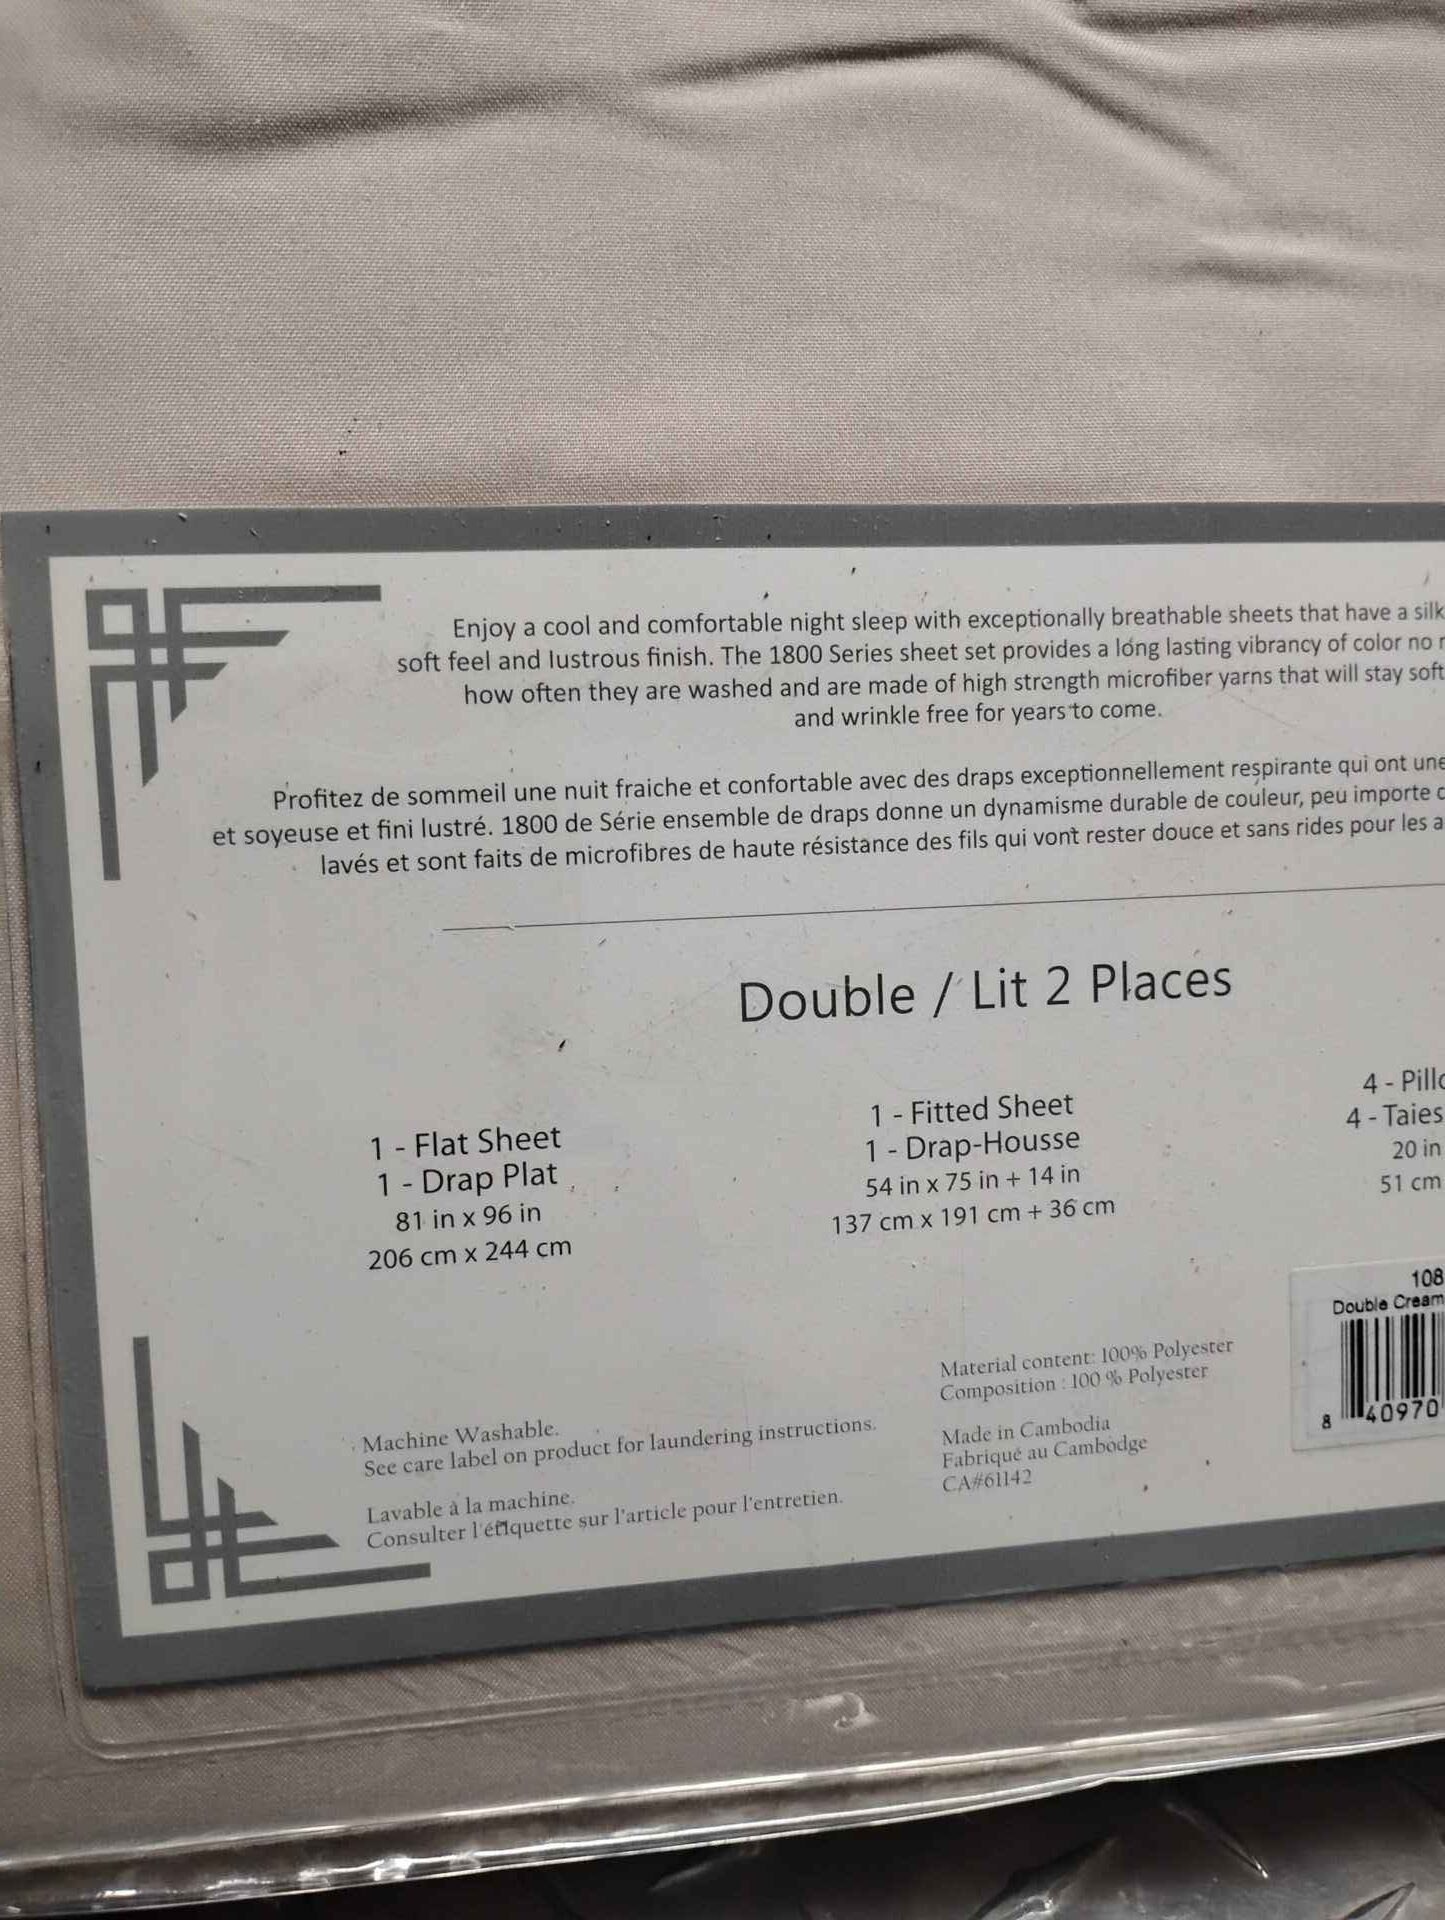 Enjoy a cool and comfortable night sleep with exceptionally breathable sheets that have a silk
soft feel and lustrous finish. The 1800 Series sheet set provides a long lasting vibrancy of color no
how often they are washed and are made of high strength microfiber yarns that will stay soft
and wrinkle free for years to come.
Profitez de sommeil une nuit fraiche et confortable avec des draps exceptionnellement respirante qui ont une
et soyeuse et fini lustré. 1800 de Série ensemble de draps donne un dynamisme durable de couleur, peu importe
lavés et sont faits de microfibres de haute résistance des fils qui vont rester douce et sans rides pour les
Double / Lit 2 Places
1 - Flat Sheet
1 - Drap Plat
81 in x 96 in
206 cm x 244 cm
1 - Fitted Sheet
1 - Drap-Housse
54 in x 75 in + 14 in
137 cm x 191 cm + 36 cm
4 - Pill
4 - Taies
20 in
51 cm
108
Double Cream
8 40970
Material content: 100% Polyester
Composition : 100 % Polyester
Made in Cambodia
Fabriqué au Cambodge
CA#61142
Machine Washable.
See care label on product for laundering instructions.
Lavable à la machine.
Consulter l'étiquette sur l'article pour l'entretien.